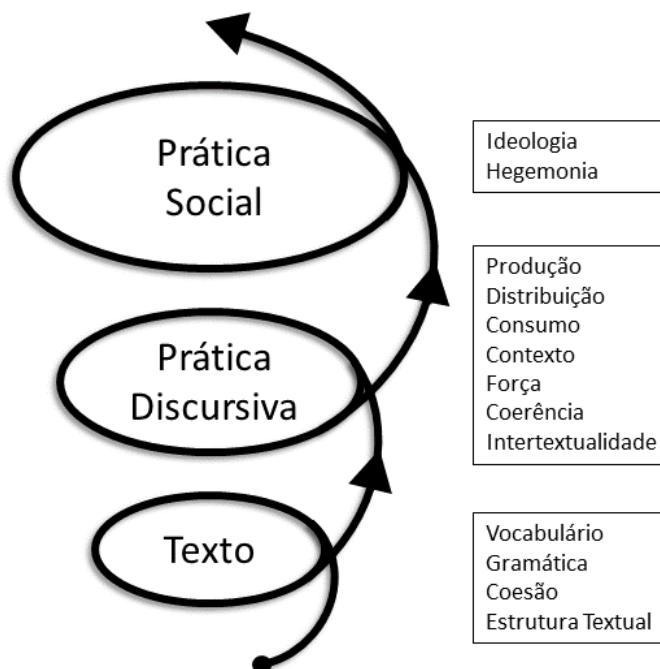 Prática
Social
Ideologia
Hegemonia
Prática
Discursiva
Produção
Distribuição
Consumo
Contexto
Força
Coerência
Intertextualidade
Texto
Vocabulário
Gramática
Coesão
Estrutura Textual